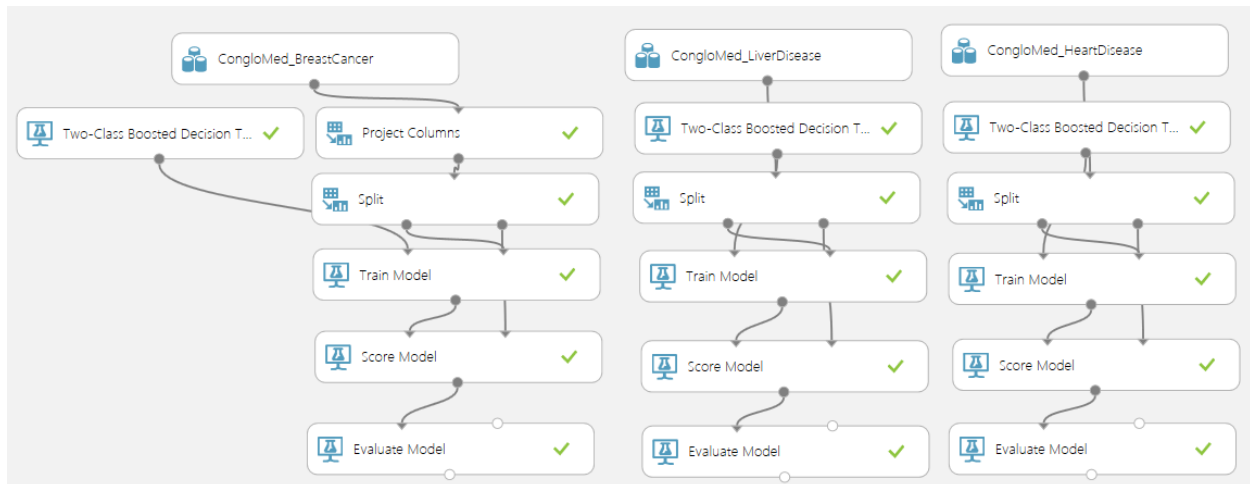 CongloMed_BreastCancer
Two-Class Boosted Decision T...
Project Columns
Split
Train Model
Score Model
Evaluate Model
CongloMed_LiverDisease
Two-Class Boosted Decision T...
Split
Train Model
Score Model
Evaluate Model
CongloMed_HeartDisease
Two-Class Boosted Decision T...
Split
Train Model
Score Model
Evaluate Model